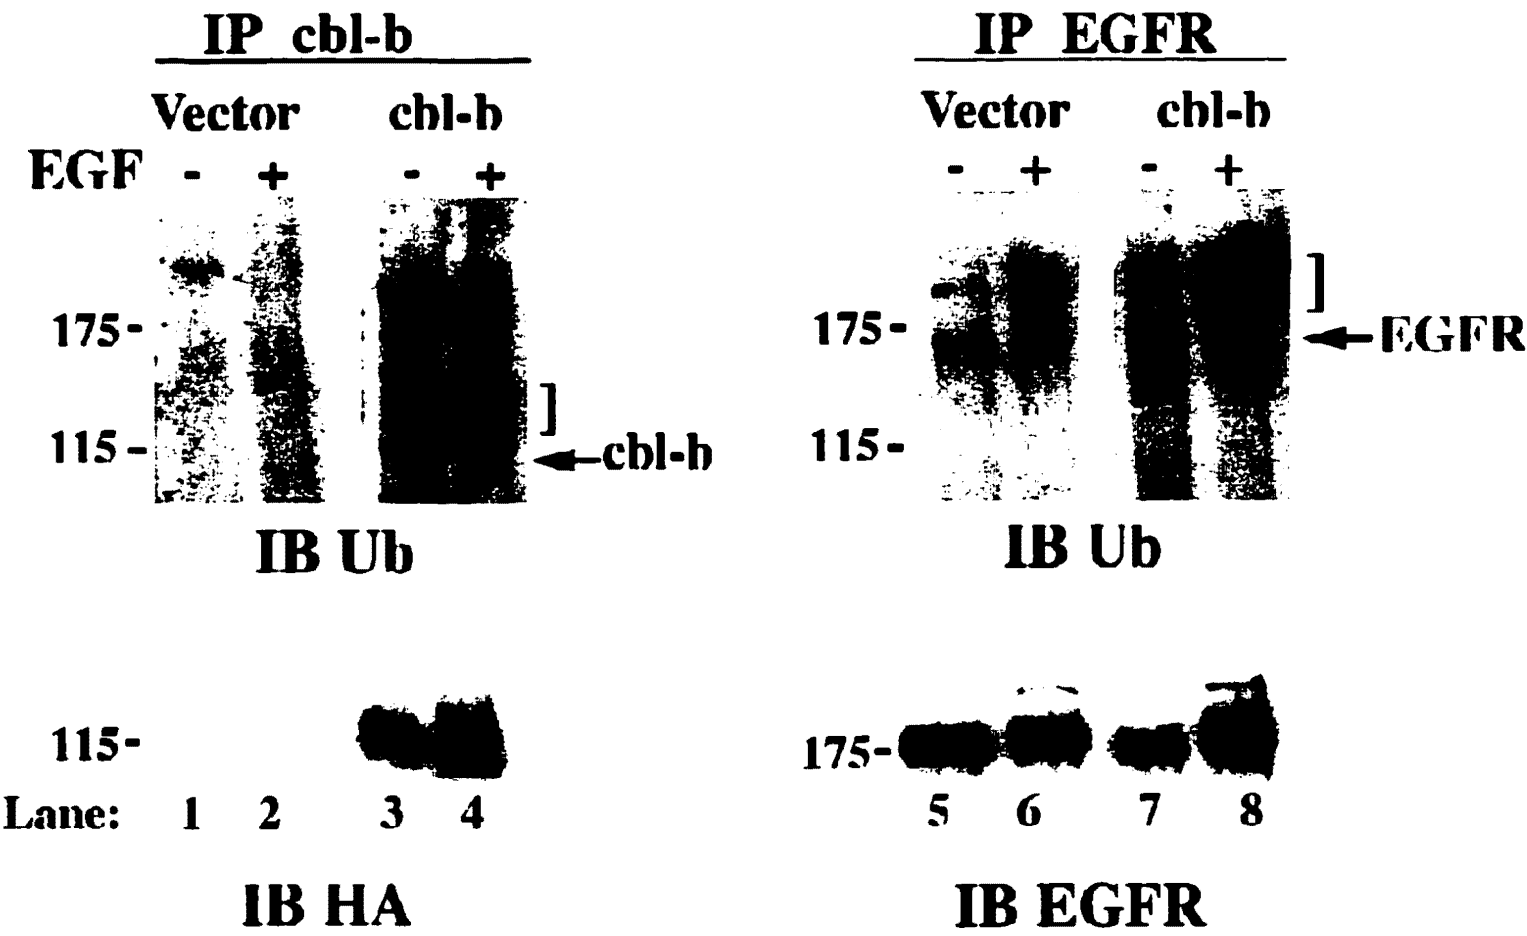 IP cbl-b
IP EGFR
Vector cbl-b
Vector cbl-b
EGF - + - +
- + - +
175-
175-
EGFR
115-
cbl-b
115-
IB Ub
IB Ub
115-
175-
Lane: 1 2 3 4
5 6 7 8
IB HA
IB EGFR